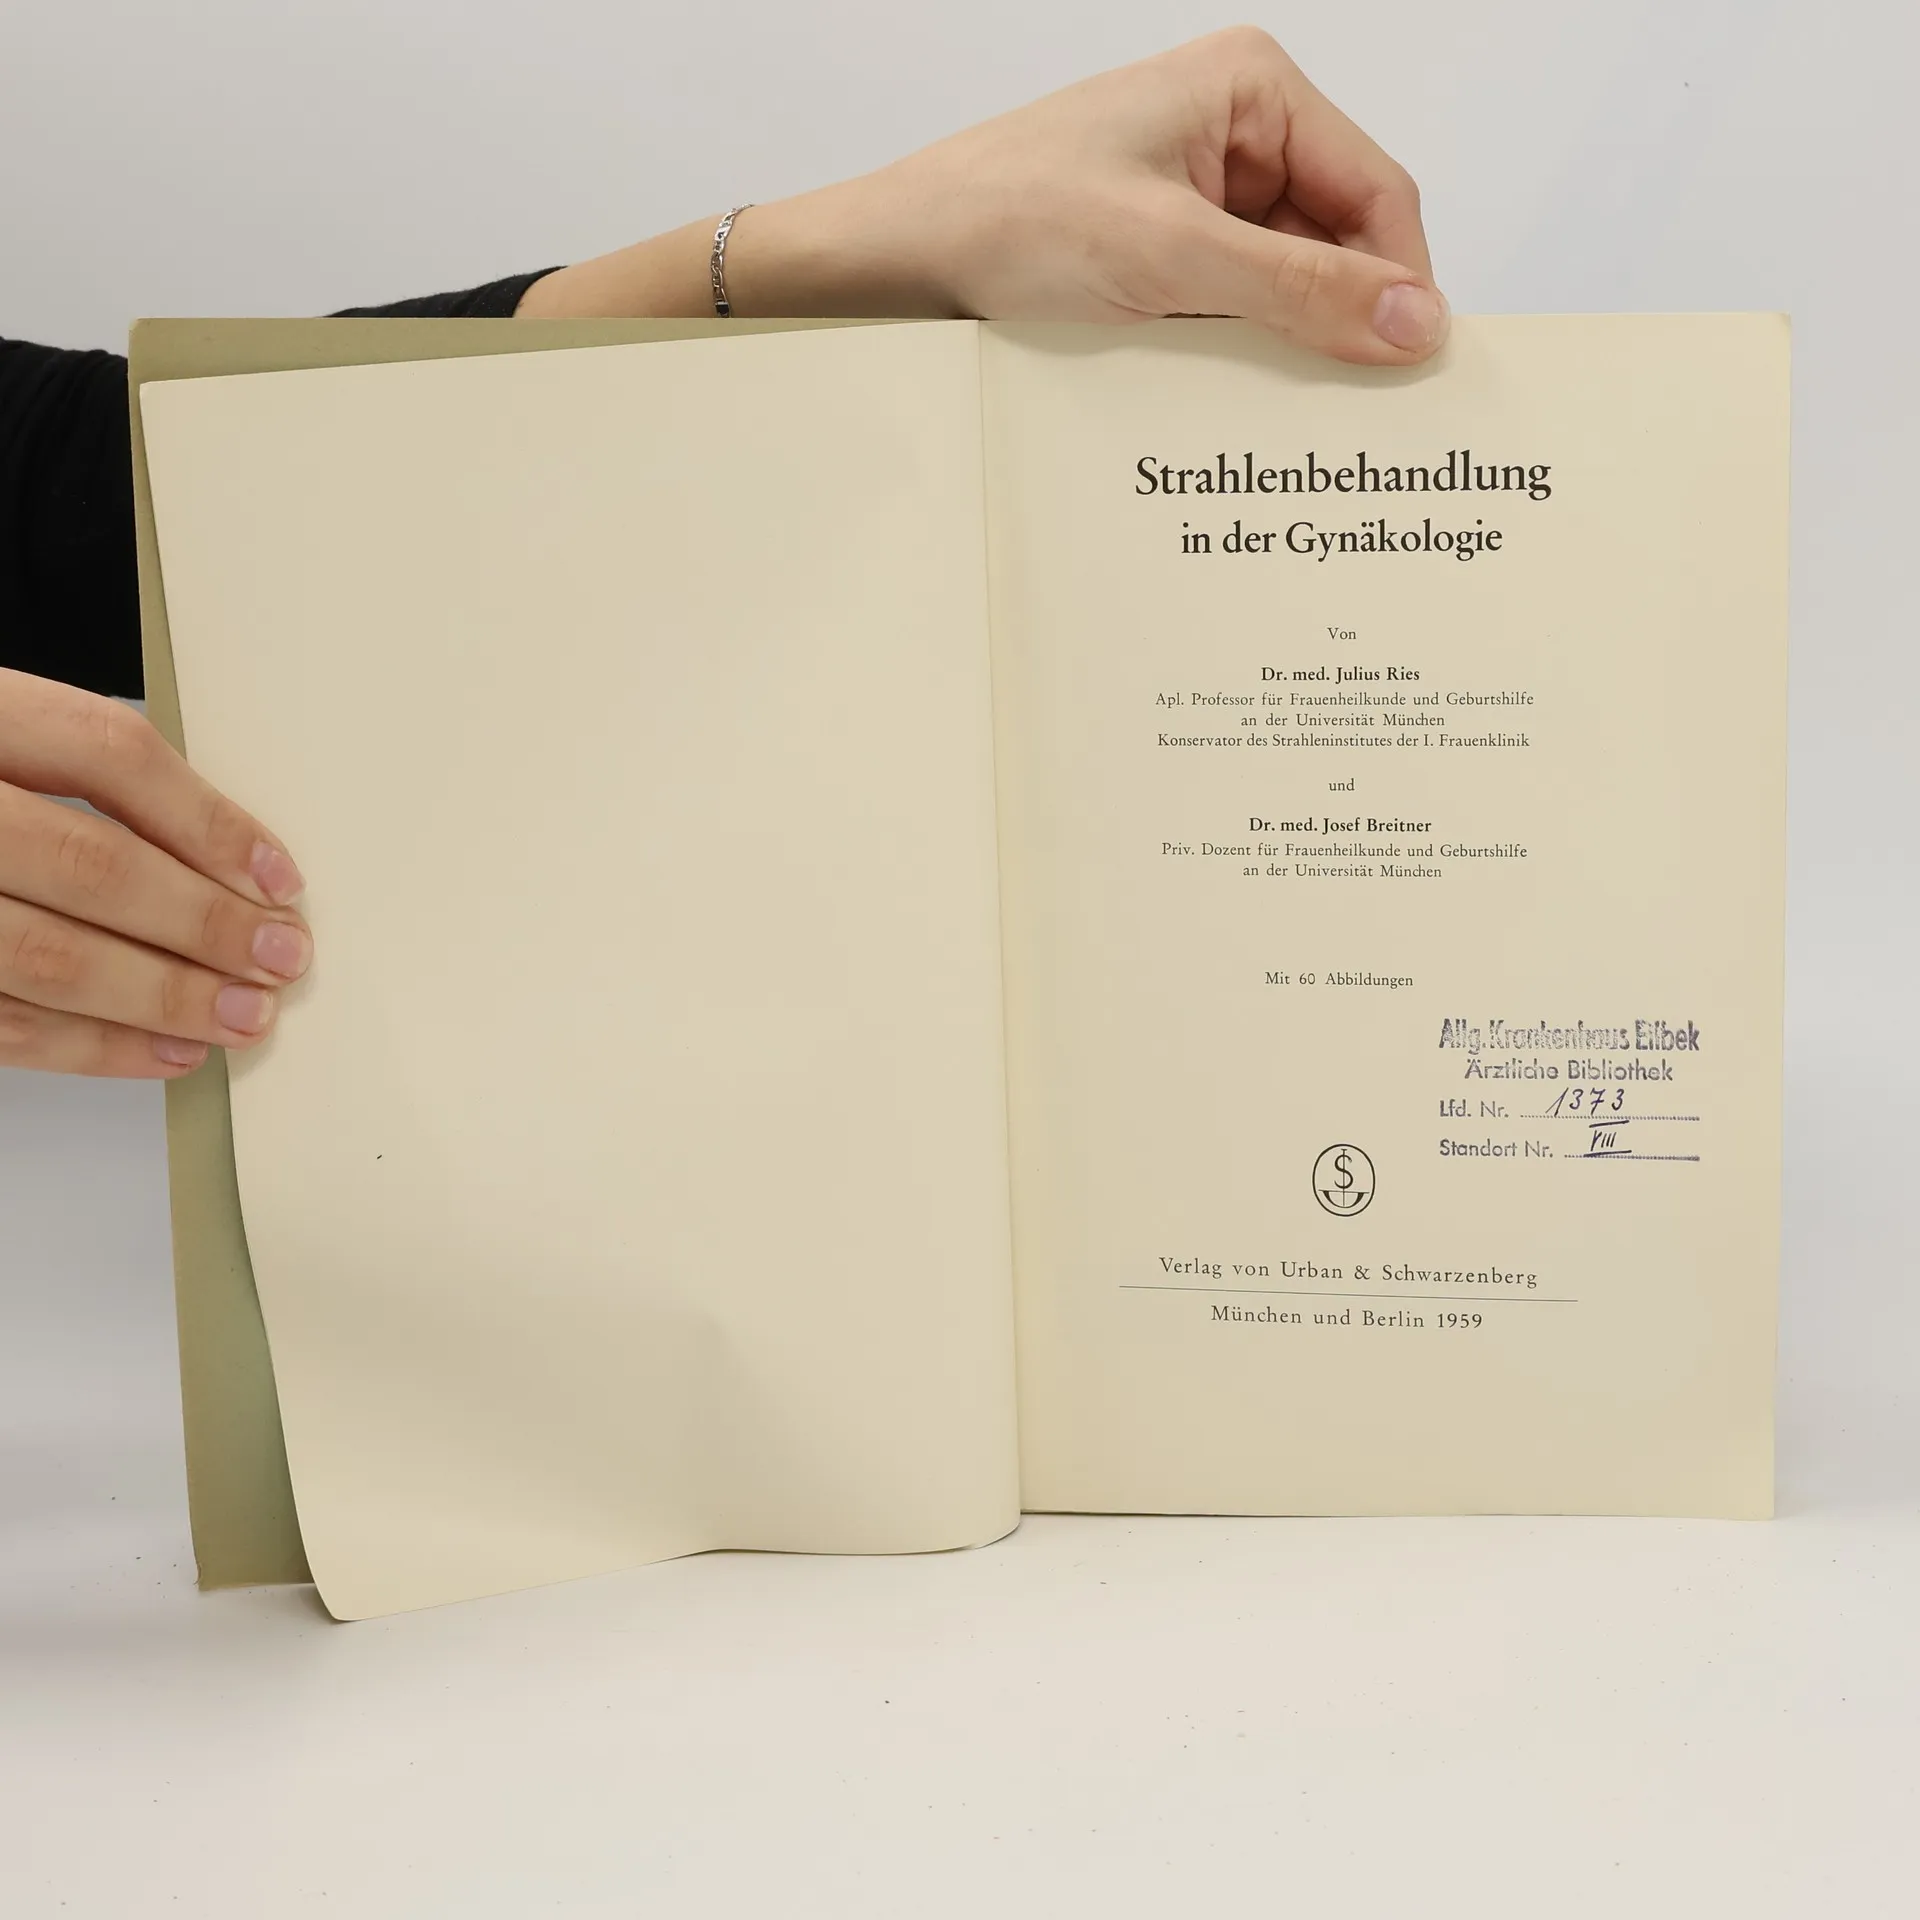 Strahlenbehandlung
in der Gynäkologie
Von
Dr. med. Julius Ries
Apl. Professor für Frauenheilkunde und Geburtshilfe
an der Universität München
Konservator des Strahleninstitutes der I. Frauenklinik
und
Dr. med. Josef Breitner
Priv. Dozent für Frauenheilkunde und Geburtshilfe
an der Universität München
Mit 60 Abbildungen
Allg. Krankenhaus Eilbek
Ärztliche Bibliothek
Lfd. Nr. 1373
Standort Nr. VIII
Verlag von Urban & Schwarzenberg
München und Berlin 1959